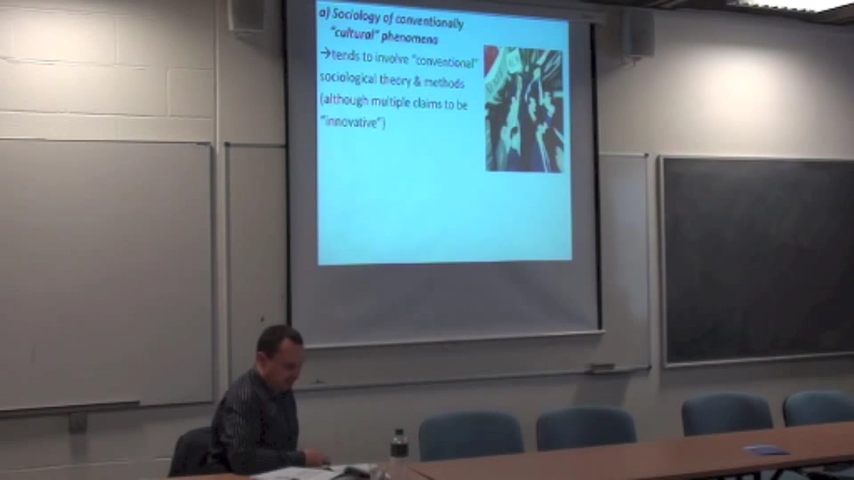 a) Sociology of conventionally
"cultural" phenomena
→tends to involve "conventional"
sociological theory & methods
(although multiple claims to be
"innovative")